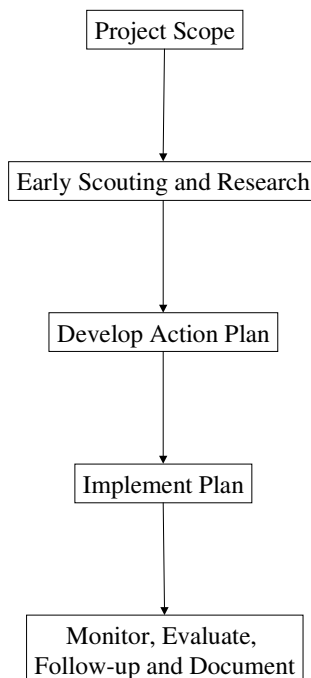 Project Scope
Early Scouting and Research
Develop Action Plan
Implement Plan
Monitor, Evaluate,
Follow-up and Document